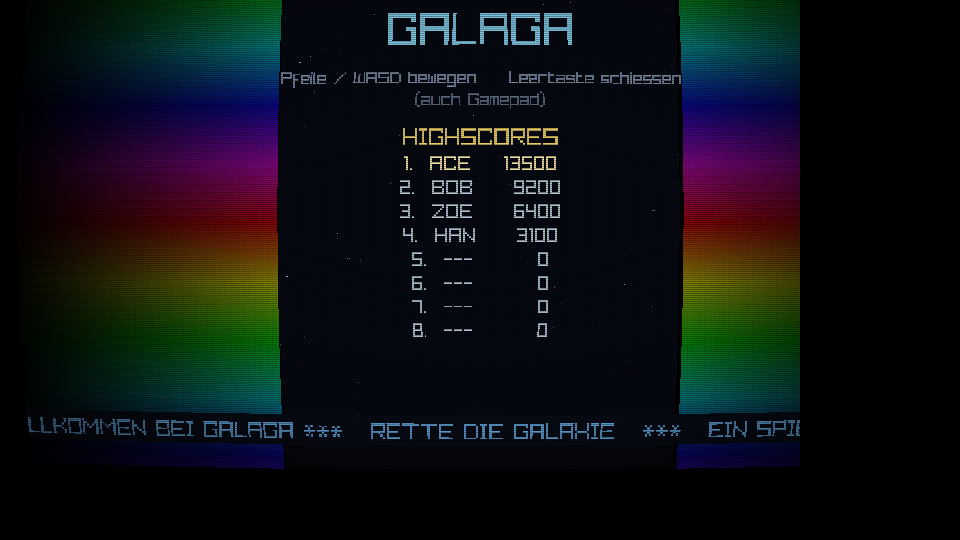 GALAGA
Pfeile / WASD bewegen Leertaste schiessen
(auch Gamepad)
HIGHSCORES
1. ACE 13500
2. BOB 9200
3. ZOE 6400
4. HAN 3100
5. --- 0
6. --- 0
7. --- 0
8. --- 0
LLKOMMEN BEI GALAGA *** RETTE DIE GALAXIE *** EIN SPIE